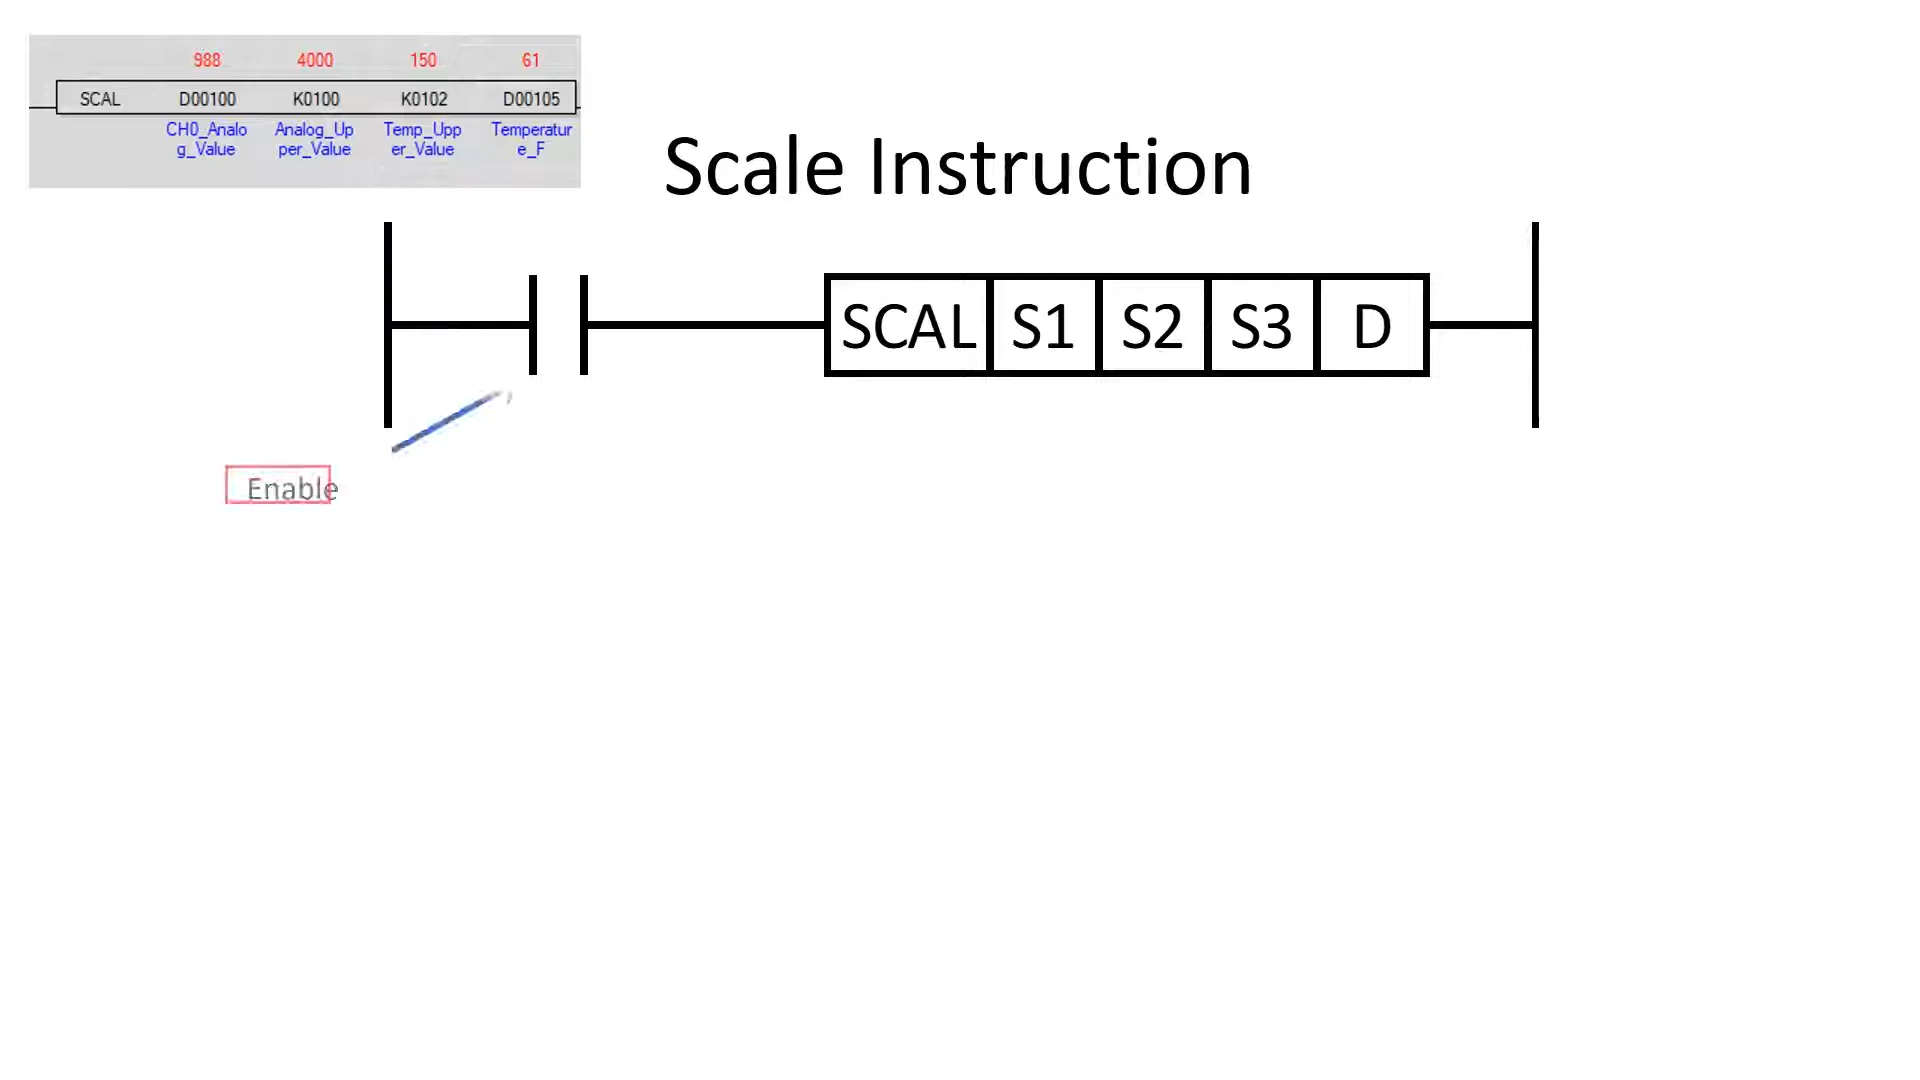 988 4000 150 61
SCAL D00100 K0100 K0102 D00105
CH0_Analo Analog_Up Temp_Upp Temperatur
g_Value per_Value er_Value e_F
Scale Instruction
SCAL S1 S2 S3 D
Enable